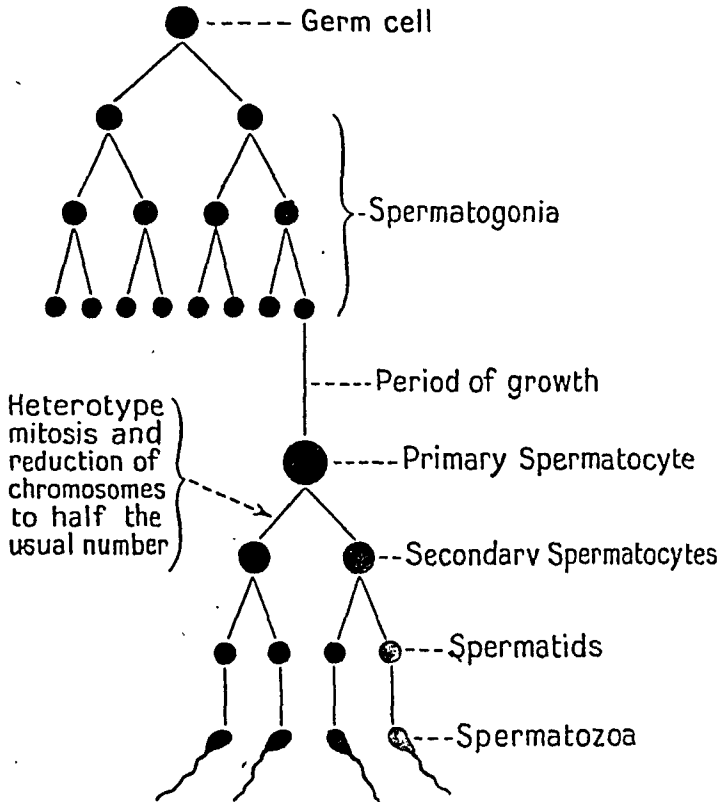 Germ cell
Spermatogonia
Period of growth
Heterotype
mitosis and
reduction of
chromosomes
to half the
usual number
Primary Spermatocyte
Secondary Spermatocytes
Spermatids
Spermatozoa